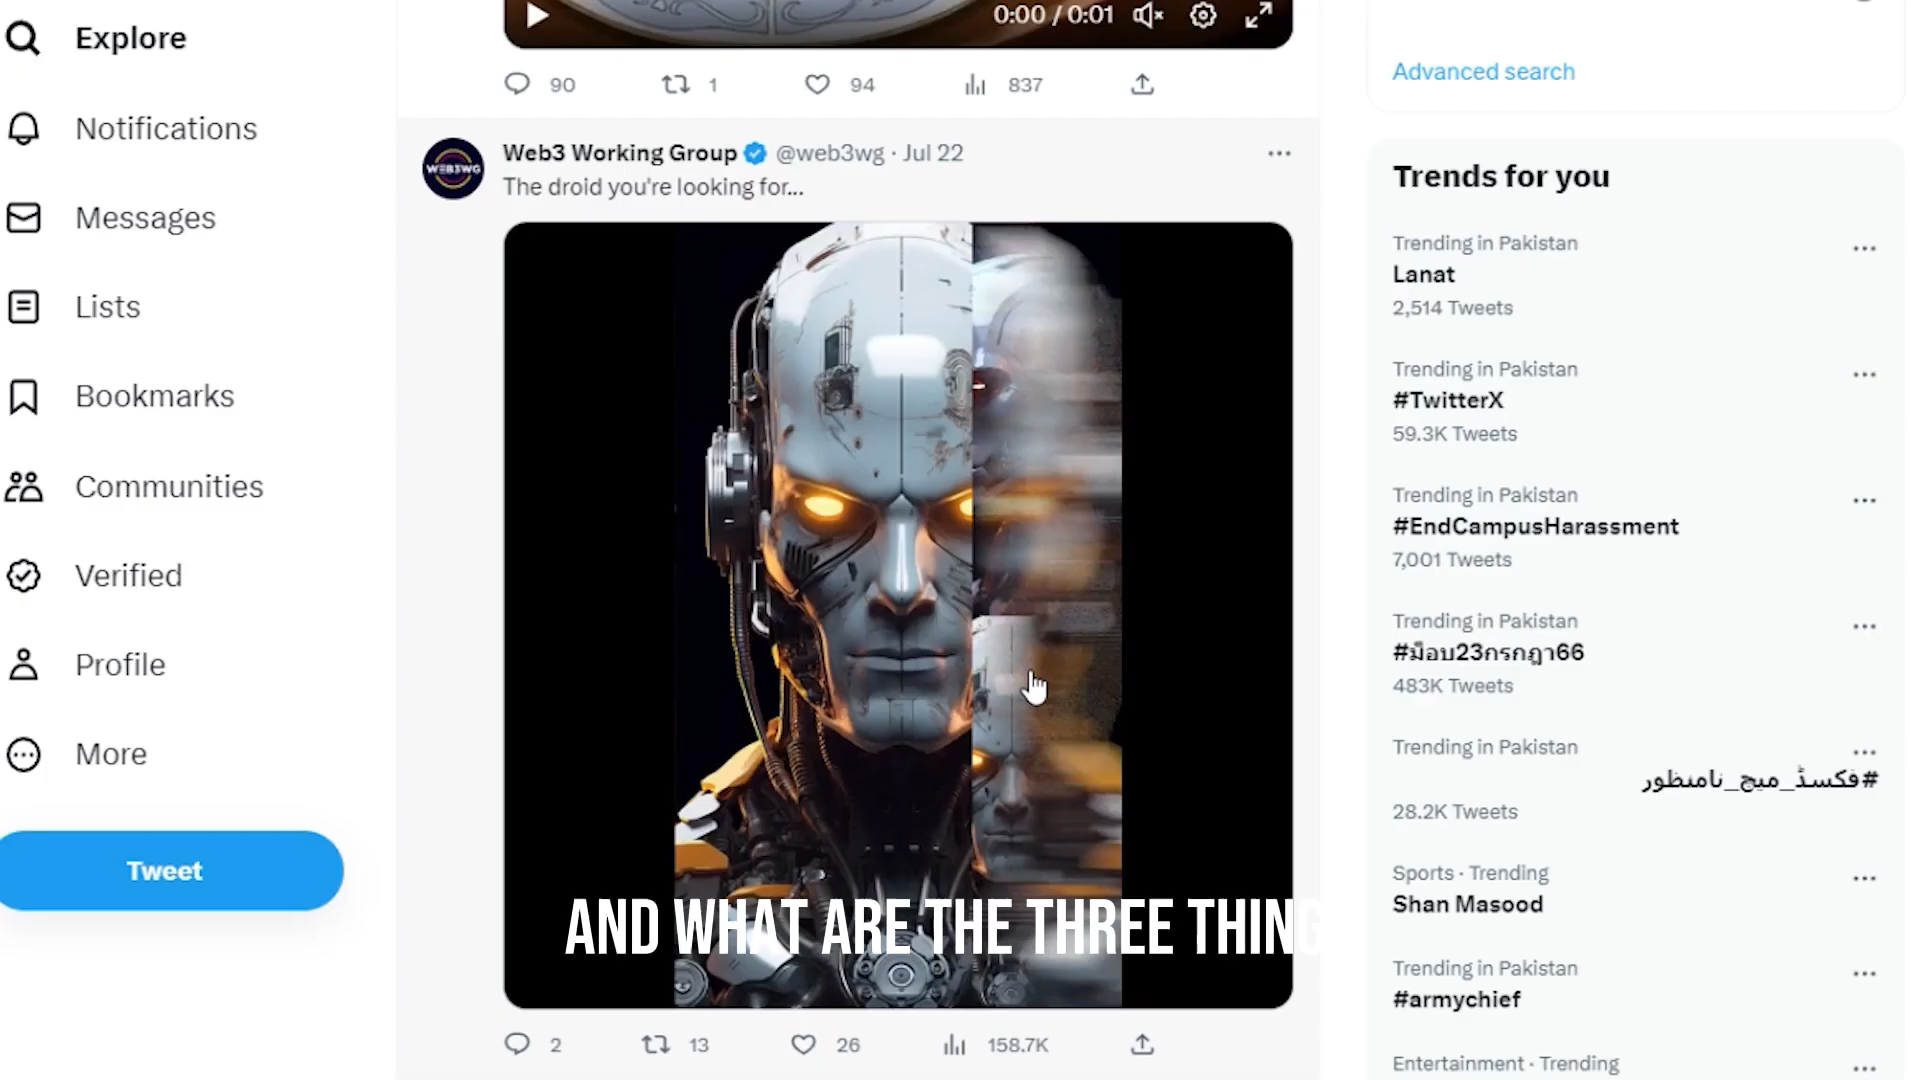 Explore
Notifications
Messages
Lists
Bookmarks
Communities
Verified
Profile
More
Tweet
0:00 / 0:01
90 1 94 837
WEB3WG
Web3 Working Group @web3wg · Jul 22
The droid you're looking for...
AND WHAT ARE THE THREE THING
2 13 26 158.7K
Advanced search
Trends for you
Trending in Pakistan
Lanat
2,514 Tweets
Trending in Pakistan
#TwitterX
59.3K Tweets
Trending in Pakistan
#EndCampusHarassment
7,001 Tweets
Trending in Pakistan
#ม็อบ23กรกฎา66
483K Tweets
Trending in Pakistan
#فکسڈ_میچ_نامنظور
28.2K Tweets
Sports · Trending
Shan Masood
Trending in Pakistan
#armychief
Entertainment · Trending